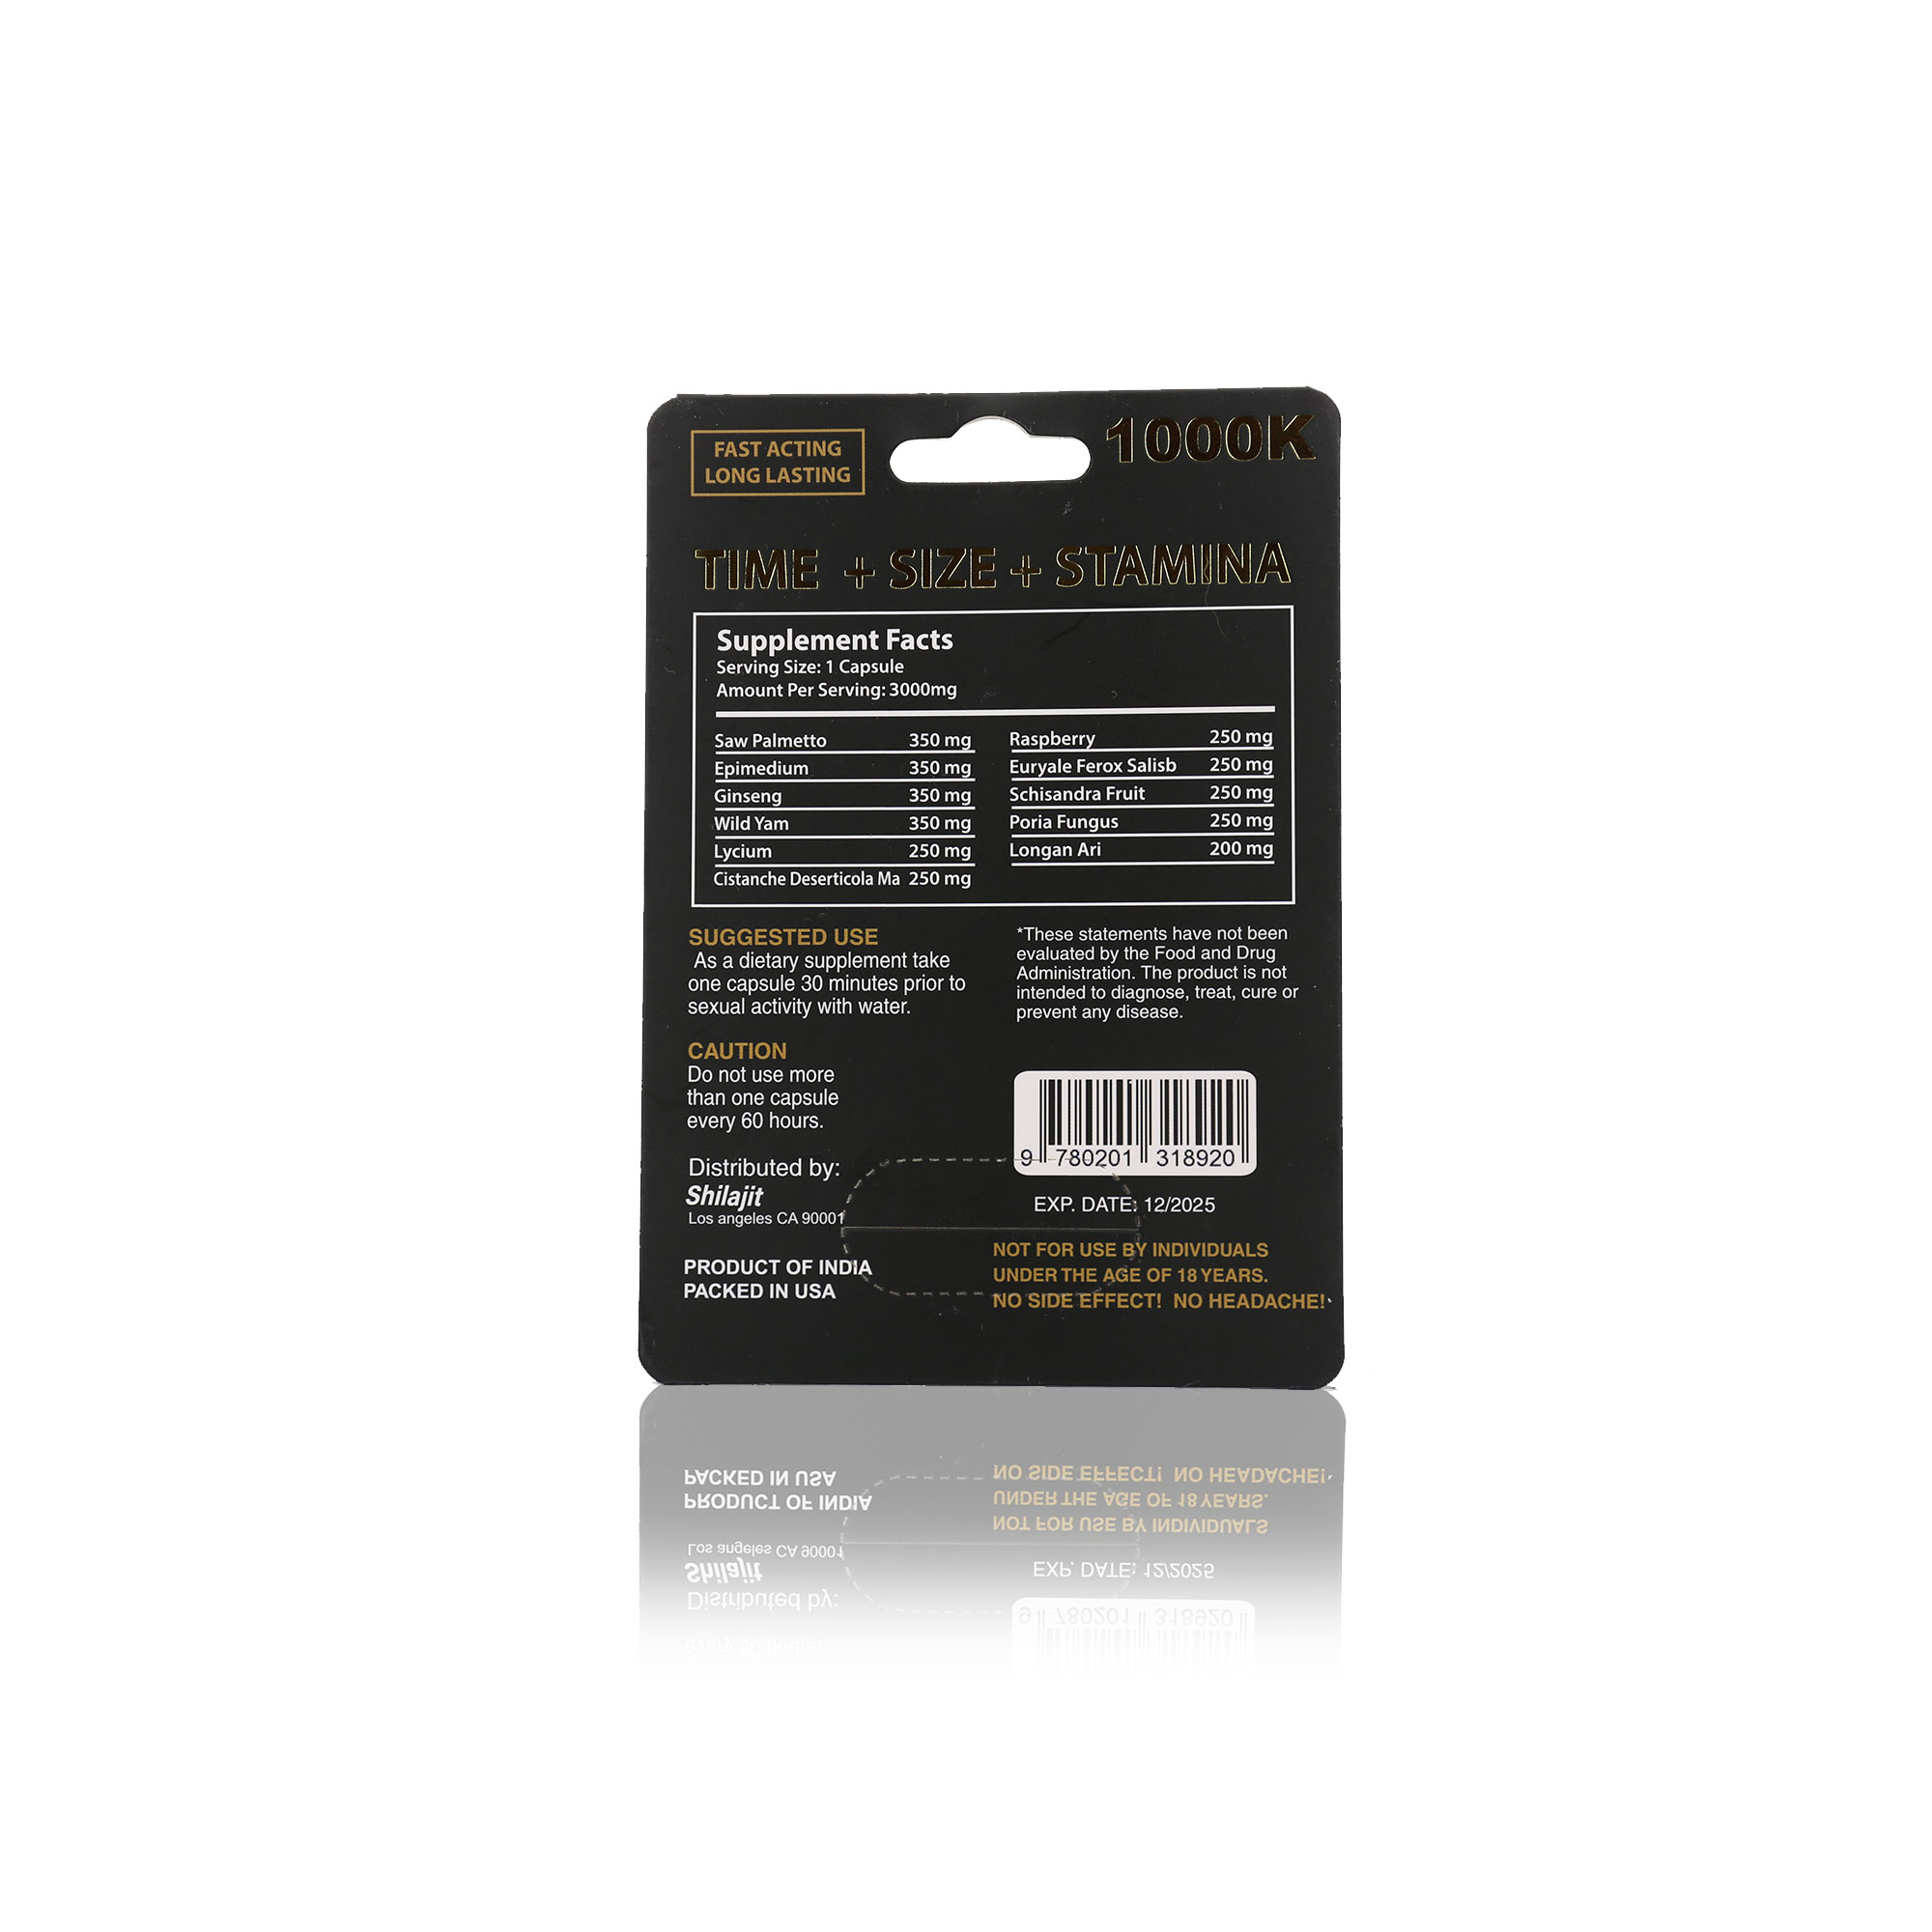 FAST ACTING
LONG LASTING
1000K
TIME + SIZE + STAMINA
Supplement Facts
Serving Size: 1 Capsule
Amount Per Serving: 3000mg
Saw Palmetto 350 mg
Epimedium 350 mg
Ginseng 350 mg
Wild Yam 350 mg
Lycium 250 mg
Cistanche Deserticola Ma 250 mg
Raspberry 250 mg
Euryale Ferox Salisb 250 mg
Schisandra Fruit 250 mg
Poria Fungus 250 mg
Longan Ari 200 mg
SUGGESTED USE
As a dietary supplement take
one capsule 30 minutes prior to
sexual activity with water.
CAUTION
Do not use more
than one capsule
every 60 hours.
Distributed by:
Shilajit
Los angeles CA 90001
PRODUCT OF INDIA
PACKED IN USA
*These statements have not been
evaluated by the Food and Drug
Administration. The product is not
intended to diagnose, treat, cure or
prevent any disease.
9 780201 318920
EXP. DATE: 12/2025
NOT FOR USE BY INDIVIDUALS
UNDER THE AGE OF 18 YEARS.
NO SIDE EFFECT! NO HEADACHE!